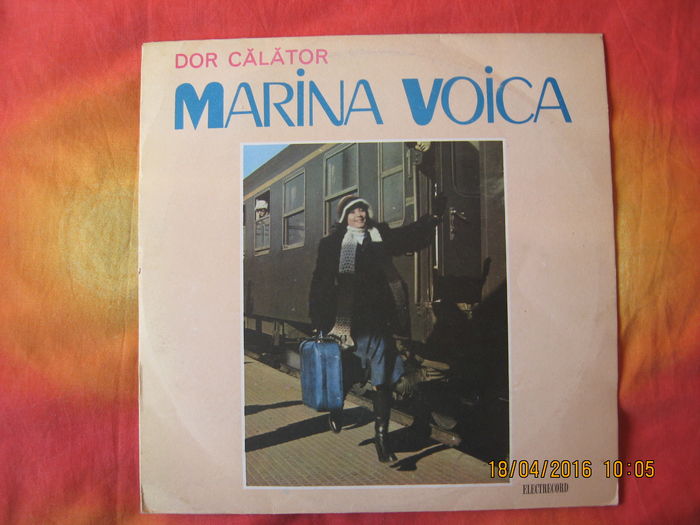 DOR CĂLĂTOR
MARINA VOICA
18/04/2016 10:05
ELECTRECORD